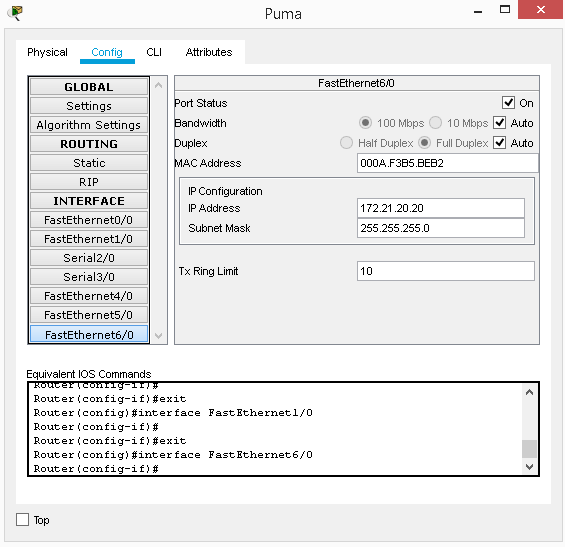 Puma
Physical Config CLI Attributes
GLOBAL
Settings
Algorithm Settings
ROUTING
Static
RIP
INTERFACE
FastEthernet0/0
FastEthernet1/0
Serial2/0
Serial3/0
FastEthernet4/0
FastEthernet5/0
FastEthernet6/0
FastEthernet6/0
Port Status On
Bandwidth 100 Mbps 10 Mbps Auto
Duplex Half Duplex Full Duplex Auto
MAC Address 000A.F3B5.BEB2
IP Configuration
IP Address 172.21.20.20
Subnet Mask 255.255.255.0
Tx Ring Limit 10
Equivalent IOS Commands
Router(config-if)#
Router(config-if)#exit
Router(config)#interface FastEthernet1/0
Router(config-if)#
Router(config-if)#exit
Router(config)#interface FastEthernet6/0
Router(config-if)#
Top